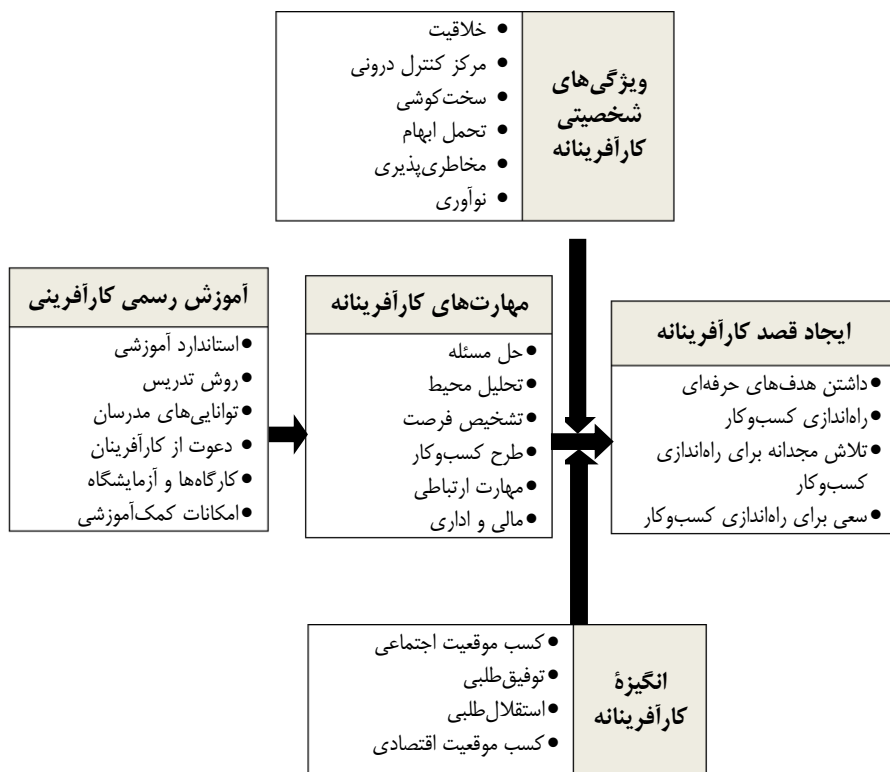 • خلاقیت
• مرکز کنترل درونی
• سخت‌کوشی
• تحمل ابهام
• مخاطری‌پذیری
• نوآوری
ویژگی‌های
شخصیتی
کارآفرینانه
آموزش رسمی کارآفرینی
• استاندارد آموزشی
• روش تدریس
• توانایی‌های مدرسان
• دعوت از کارآفرینان
• کارگاه‌ها و آزمایشگاه
• امکانات کمک‌آموزشی
مهارت‌های کارآفرینانه
• حل مسئله
• تحلیل محیط
• تشخیص فرصت
• طرح کسب‌وکار
• مهارت ارتباطی
• مالی و اداری
ایجاد قصد کارآفرینانه
• داشتن هدف‌های حرفه‌ای
• راه‌اندازی کسب‌وکار
• تلاش مجدانه برای راه‌اندازی
کسب‌وکار
• سعی برای راه‌اندازی کسب‌وکار
• کسب موقعیت اجتماعی
• توفیق‌طلبی
• استقلال‌طلبی
• کسب موقعیت اقتصادی
انگیزۀ
کارآفرینانه